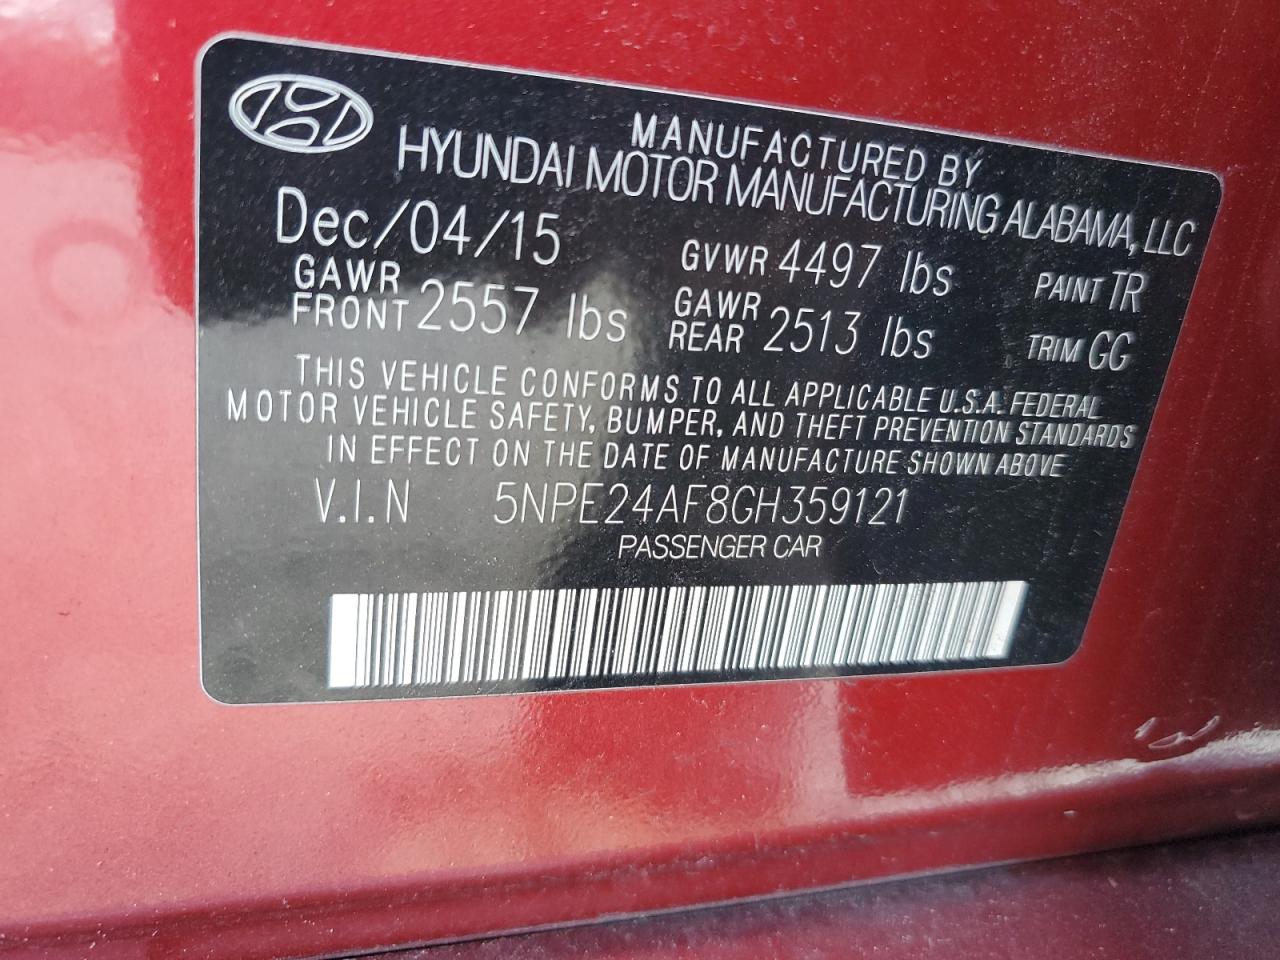 MANUFACTURED BY
HYUNDAI MOTOR MANUFACTURING ALABAMA, LLC
Dec/04/15 GVWR 4497 lbs PAINT TR
GAWR FRONT 2557 lbs GAWR REAR 2513 lbs TRIM GG
THIS VEHICLE CONFORMS TO ALL APPLICABLE U.S.A. FEDERAL
MOTOR VEHICLE SAFETY, BUMPER, AND THEFT PREVENTION STANDARDS
IN EFFECT ON THE DATE OF MANUFACTURE SHOWN ABOVE
V.I.N 5NPE24AF8GH359121
PASSENGER CAR